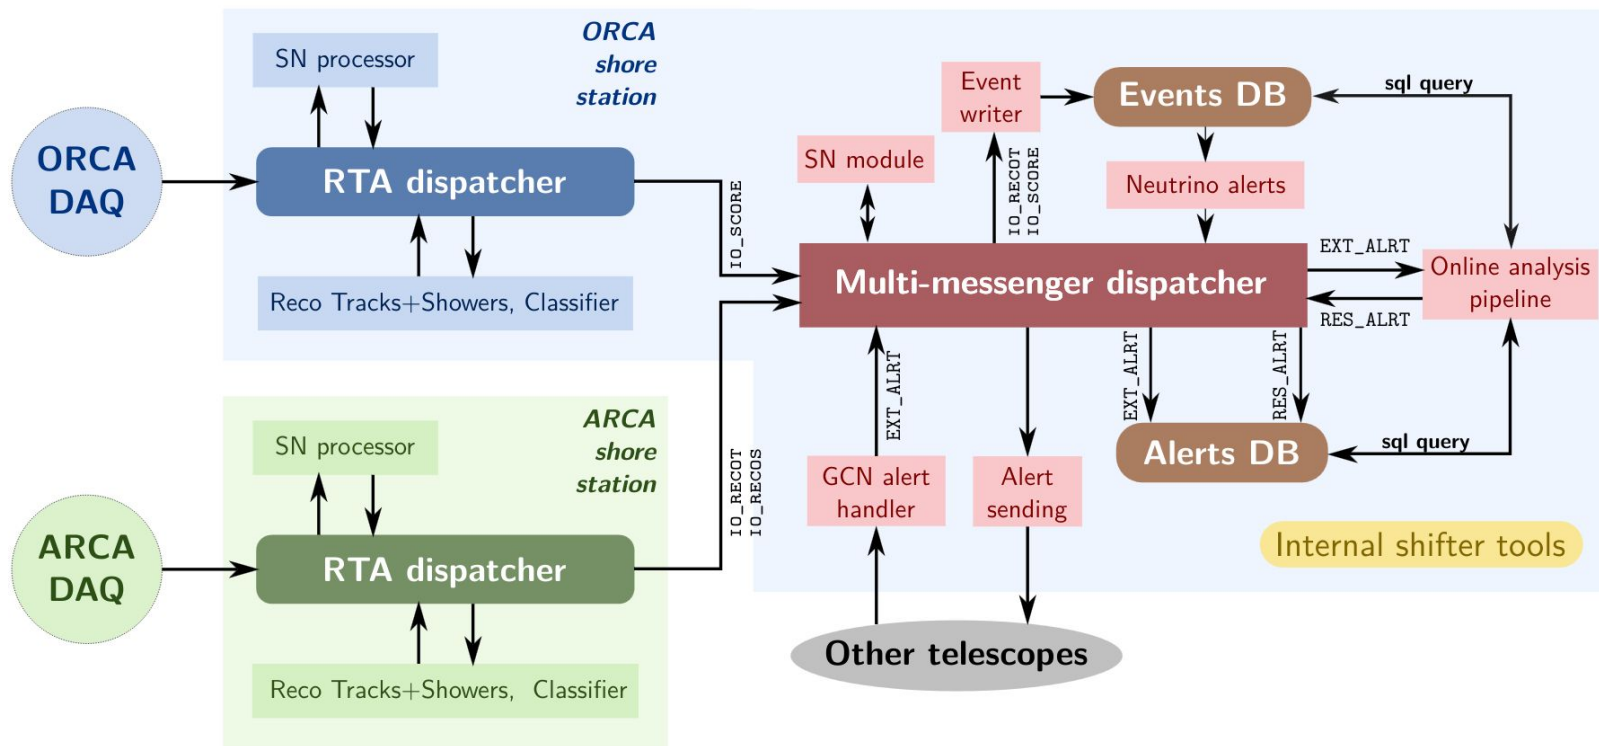 ORCA
shore
station
SN processor
ORCA
DAQ
RTA dispatcher
Reco Tracks+Showers, Classifier
IO_SCORE
ARCA
shore
station
SN processor
ARCA
DAQ
RTA dispatcher
Reco Tracks+Showers, Classifier
IO_RECOT
IO_RECOS
Event
writer
Events DB
sql query
SN module
IO_RECOT
IO_SCORE
Neutrino alerts
Multi-messenger dispatcher
EXT_ALRT
RES_ALRT
Online analysis
pipeline
EXT_ALRT
EXT_ALRT
RES_ALRT
Alerts DB
sql query
GCN alert
handler
Alert
sending
Internal shifter tools
Other telescopes